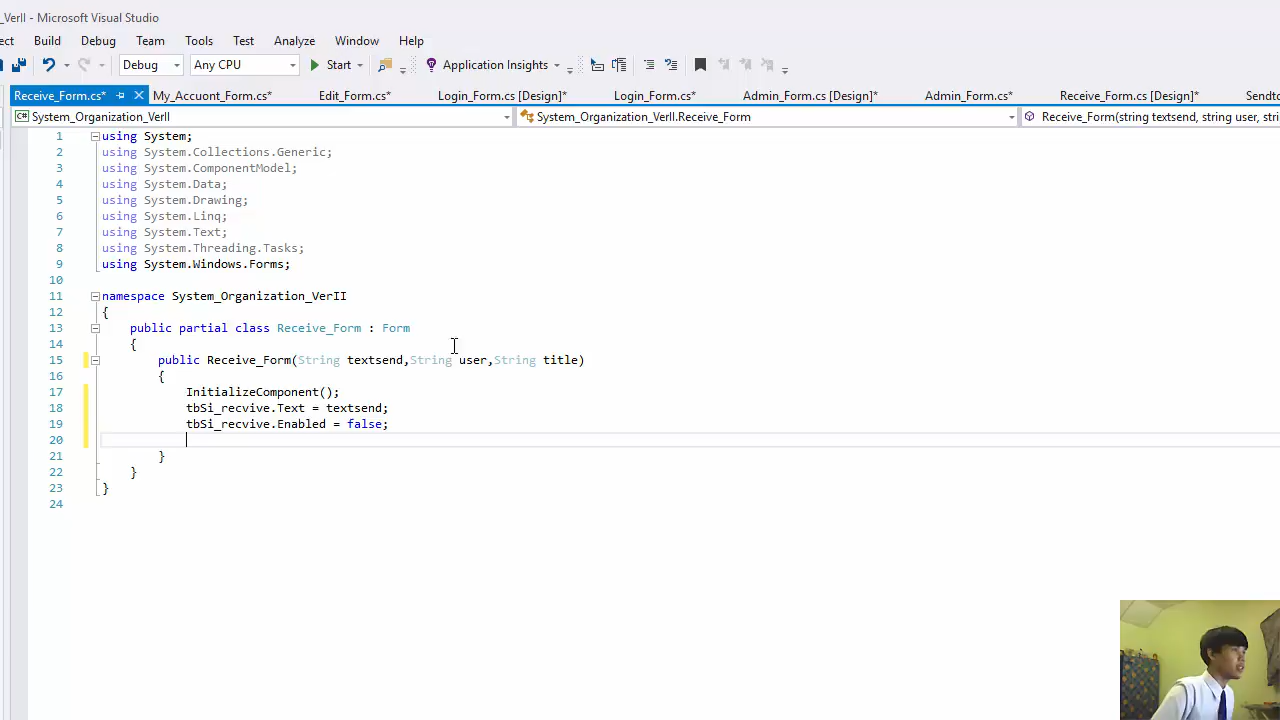 _VerII - Microsoft Visual Studio
ect Build Debug Team Tools Test Analyze Window Help
Debug Any CPU Start Application Insights
Receive_Form.cs* My_Accuont_Form.cs* Edit_Form.cs* Login_Form.cs [Design]* Login_Form.cs* Admin_Form.cs [Design]* Admin_Form.cs* Receive_Form.cs [Design]* Sendto
System_Organization_VerII System_Organization_VerII.Receive_Form Receive_Form(string textsend, string user, stri
1 using System;
2 using System.Collections.Generic;
3 using System.ComponentModel;
4 using System.Data;
5 using System.Drawing;
6 using System.Linq;
7 using System.Text;
8 using System.Threading.Tasks;
9 using System.Windows.Forms;
10
11 namespace System_Organization_VerII
12 {
13 public partial class Receive_Form : Form
14 {
15 public Receive_Form(String textsend,String user,String title)
16 {
17 InitializeComponent();
18 tbSi_recvive.Text = textsend;
19 tbSi_recvive.Enabled = false;
20
21 }
22 }
23 }
24